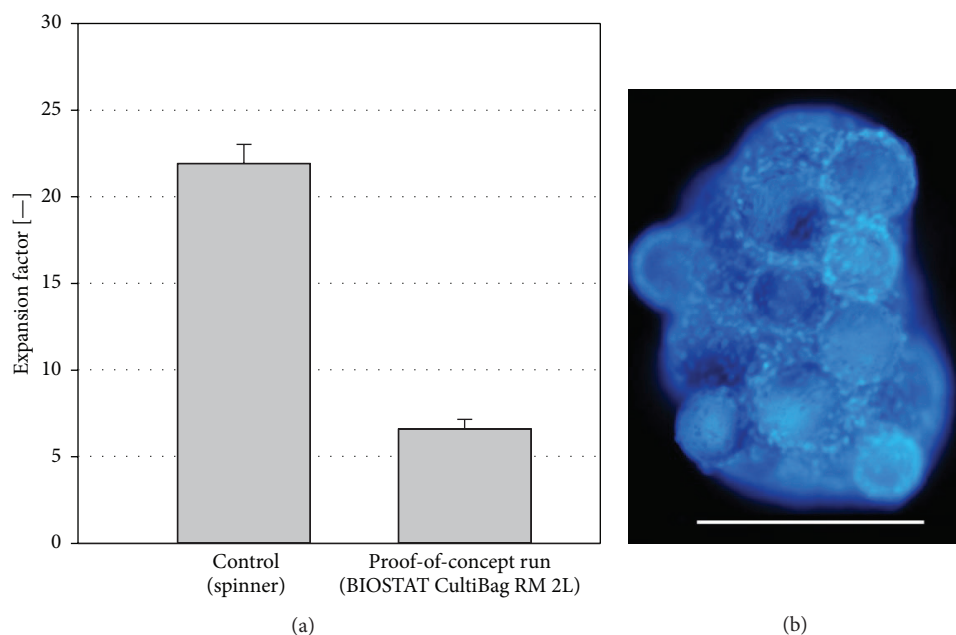 30
25
20
15
10
5
0
Expansion factor [—]
Control
(spinner)
Proof-of-concept run
(BIOSTAT CultiBag RM 2L)
(a)
(b)